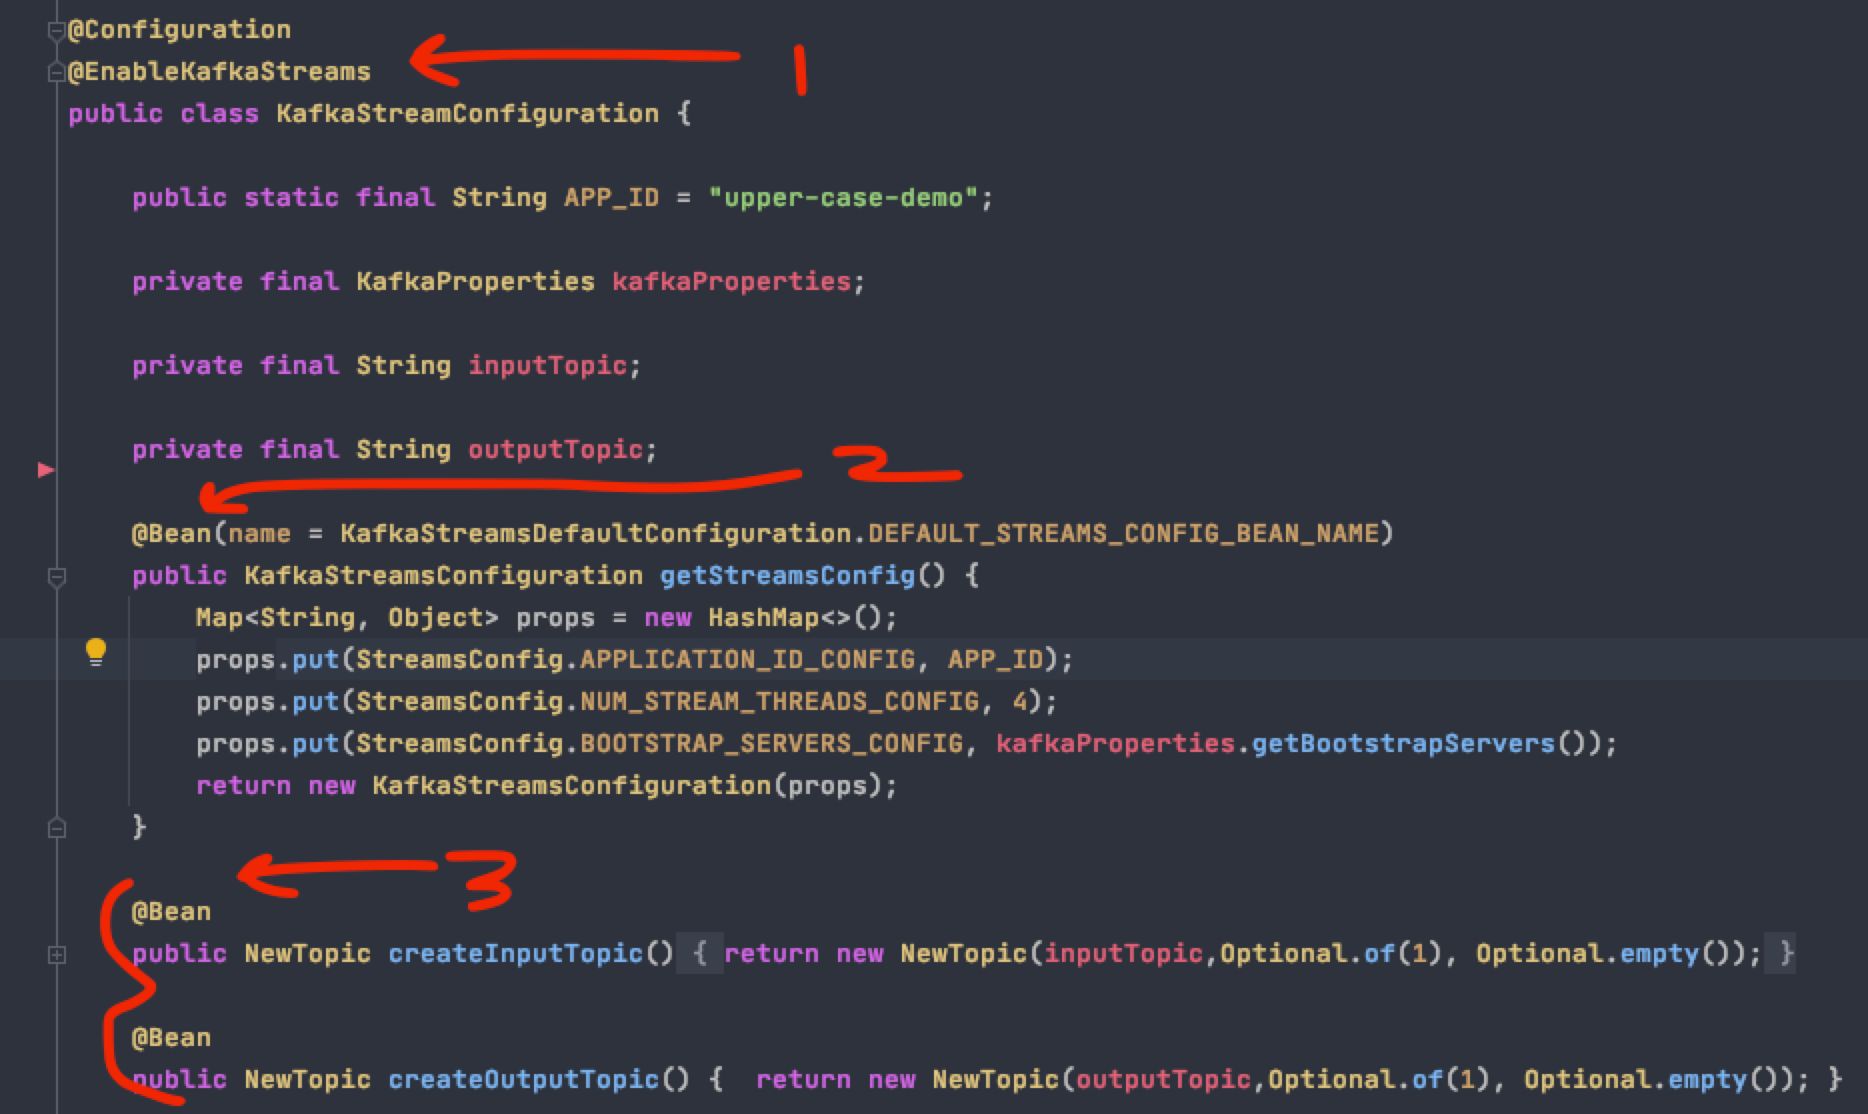 @Configuration
@EnableKafkaStreams
1
public class KafkaStreamConfiguration {
public static final String APP_ID = "upper-case-demo";
private final KafkaProperties kafkaProperties;
private final String inputTopic;
private final String outputTopic;
2
@Bean(name = KafkaStreamsDefaultConfiguration.DEFAULT_STREAMS_CONFIG_BEAN_NAME)
public KafkaStreamsConfiguration getStreamsConfig() {
Map<String, Object> props = new HashMap<>();
props.put(StreamsConfig.APPLICATION_ID_CONFIG, APP_ID);
props.put(StreamsConfig.NUM_STREAM_THREADS_CONFIG, 4);
props.put(StreamsConfig.BOOTSTRAP_SERVERS_CONFIG, kafkaProperties.getBootstrapServers());
return new KafkaStreamsConfiguration(props);
}
3
@Bean
public NewTopic createInputTopic() { return new NewTopic(inputTopic,Optional.of(1), Optional.empty()); }
@Bean
public NewTopic createOutputTopic() {  return new NewTopic(outputTopic,Optional.of(1), Optional.empty()); }